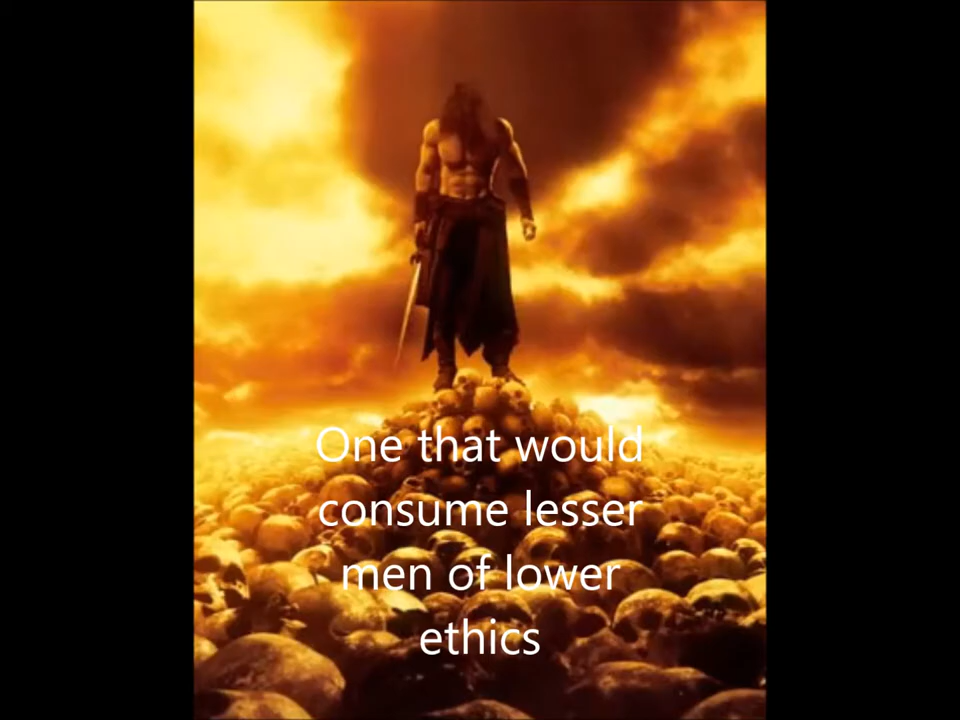 One that would
consume lesser
men of lower
ethics